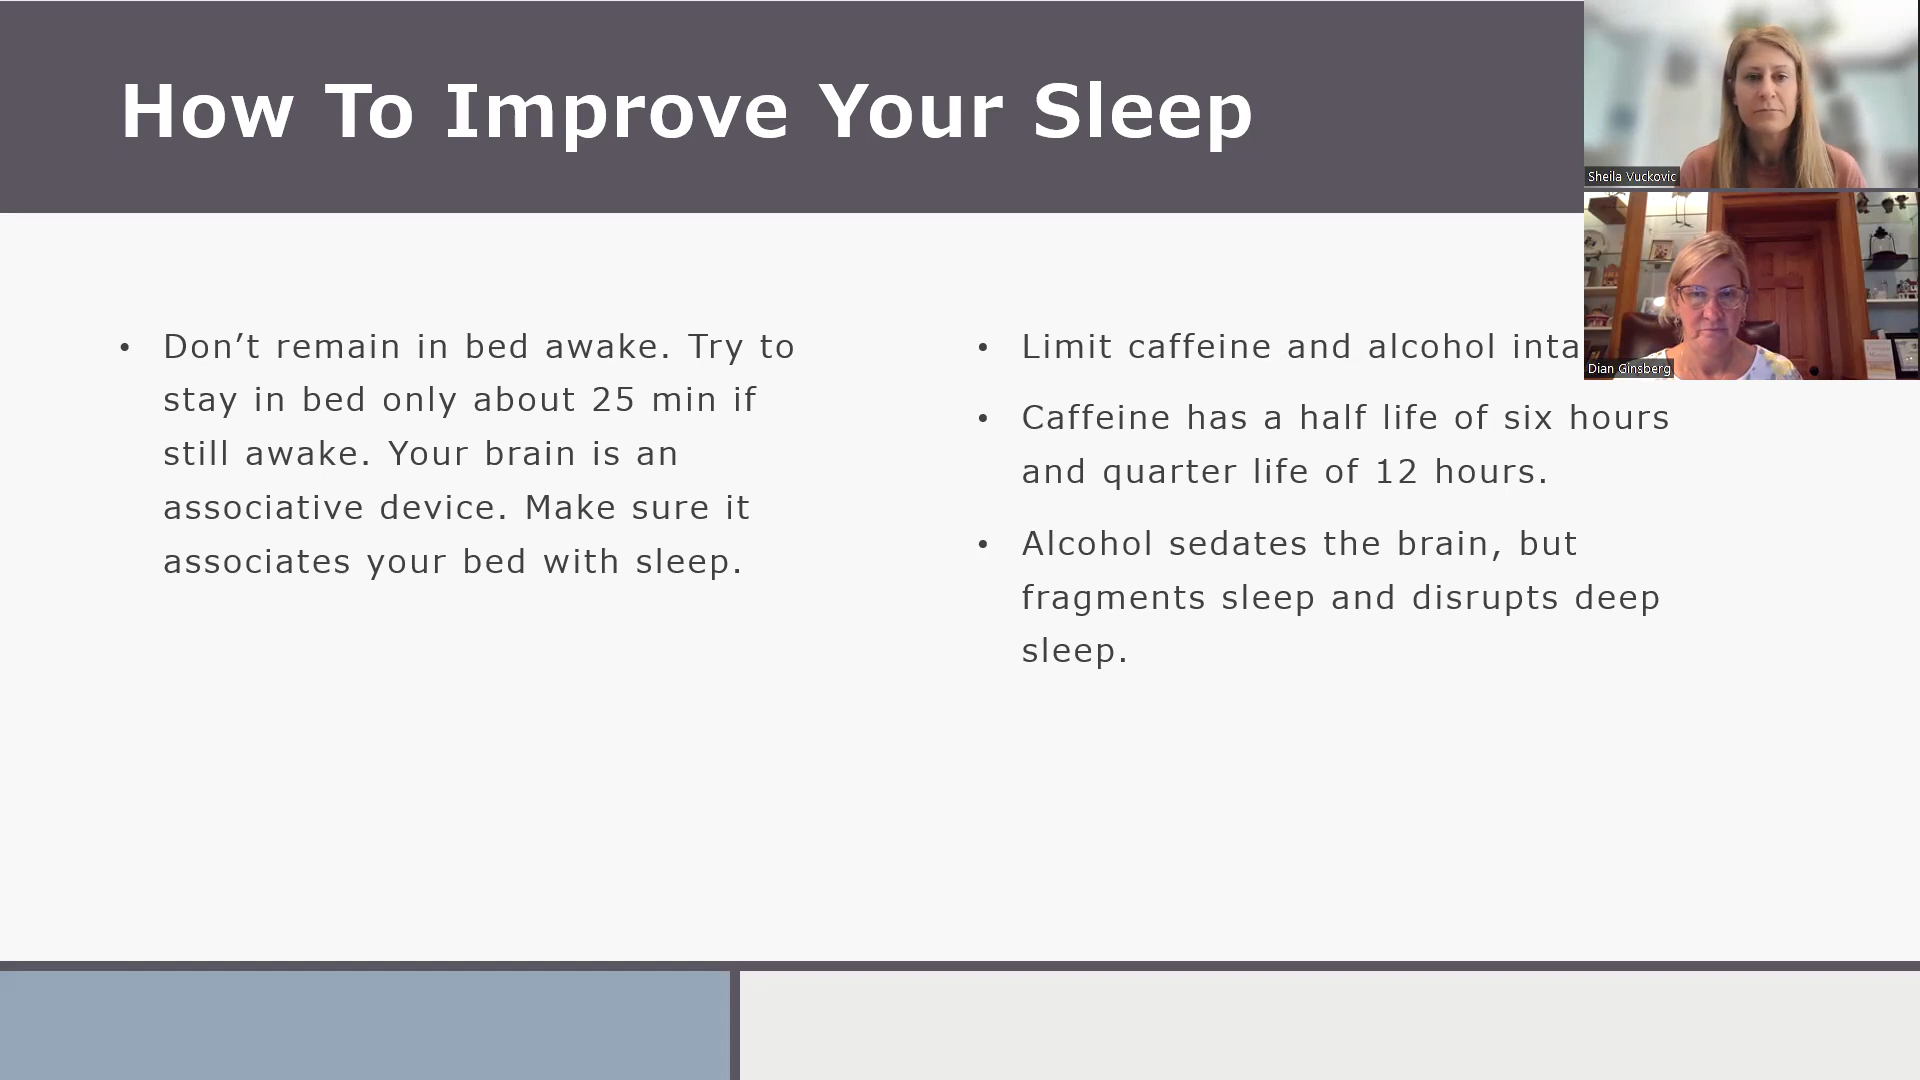 How To Improve Your Sleep
Don’t remain in bed awake. Try to
stay in bed only about 25 min if
still awake. Your brain is an
associative device. Make sure it
associates your bed with sleep.
Limit caffeine and alcohol inta
Caffeine has a half life of six hours
and quarter life of 12 hours.
Alcohol sedates the brain, but
fragments sleep and disrupts deep
sleep.
Sheila Vuckovic
Dian Ginsberg